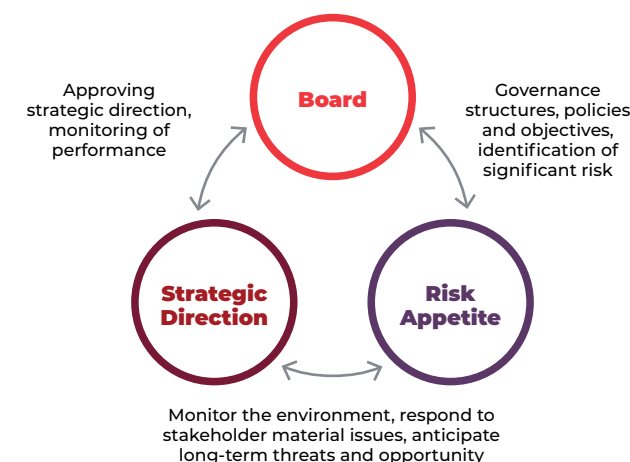 Board
Approving
strategic direction,
monitoring of
performance
Governance
structures, policies
and objectives,
identification of
significant risk
Strategic
Direction
Risk
Appetite
Monitor the environment, respond to
stakeholder material issues, anticipate
long-term threats and opportunity